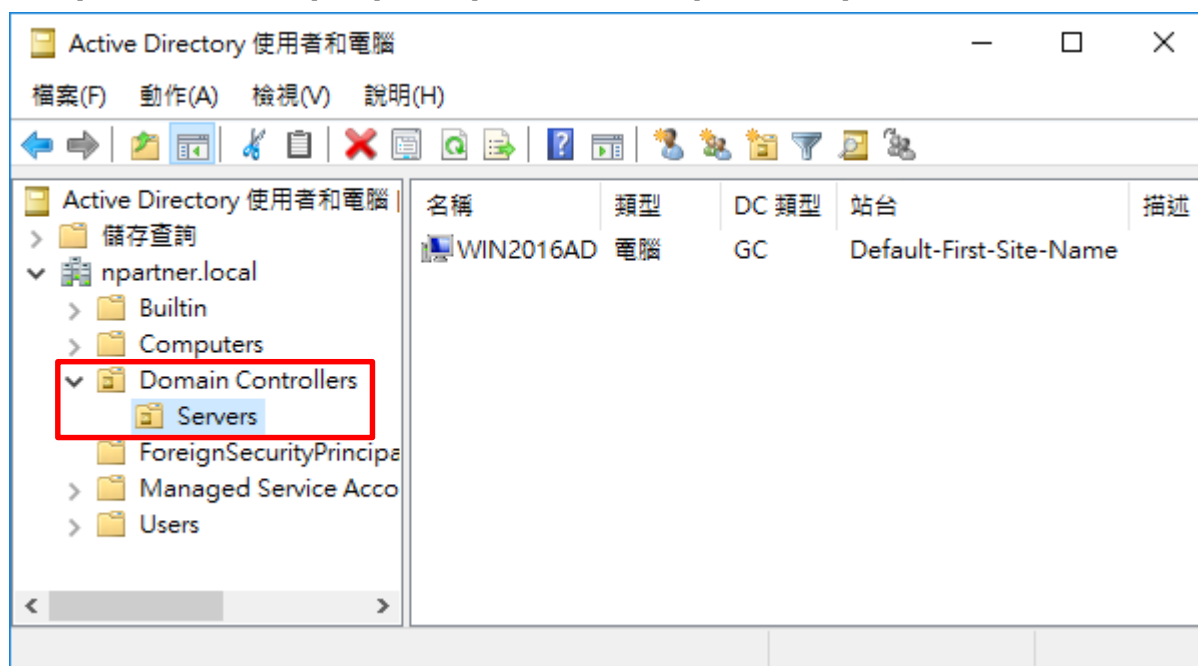 Active Directory 使用者和電腦
檔案(F) 動作(A) 檢視(V) 說明(H)
Active Directory 使用者和電腦
儲存查詢
npartner.local
Builtin
Computers
Domain Controllers
Servers
ForeignSecurityPrincipa
Managed Service Acco
Users
名稱 類型 DC 類型 站台 描述
WIN2016AD 電腦 GC Default-First-Site-Name